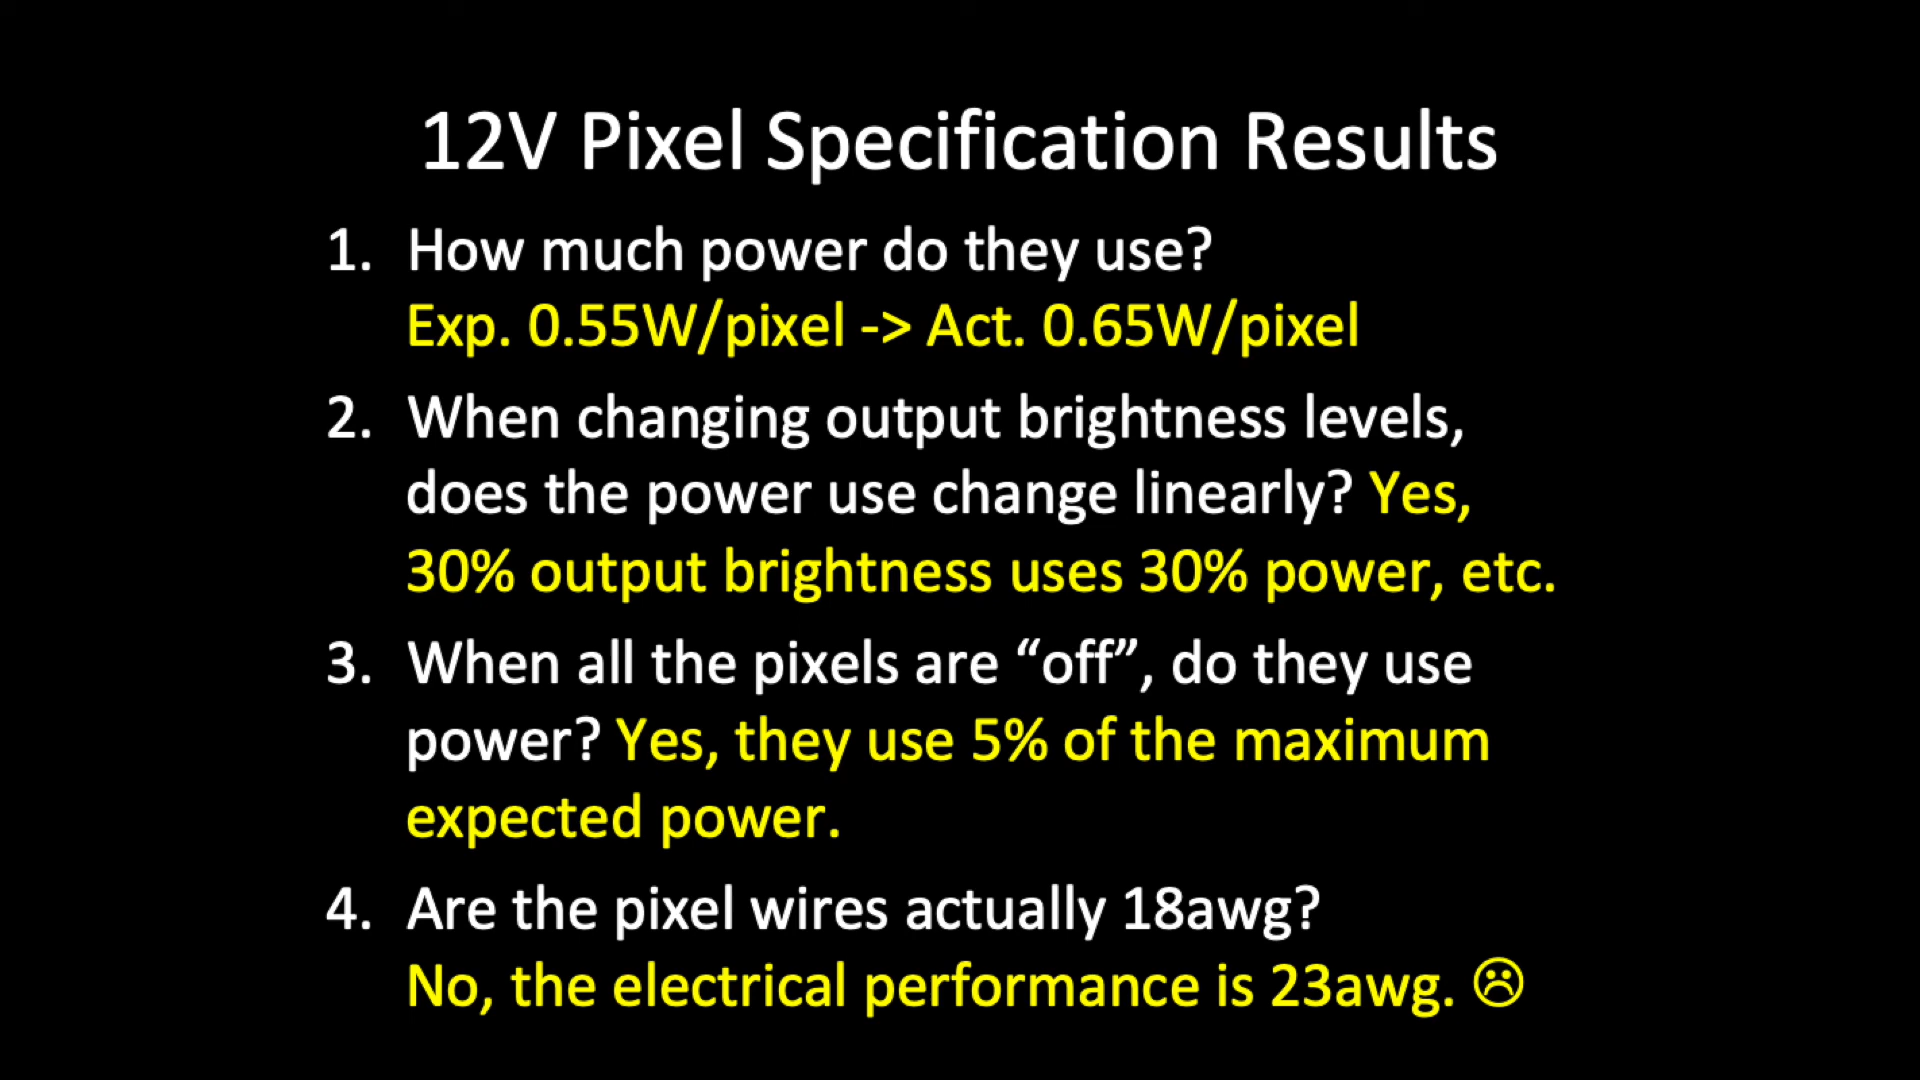 12V Pixel Specification Results
1. How much power do they use?
Exp. 0.55W/pixel -> Act. 0.65W/pixel
2. When changing output brightness levels,
does the power use change linearly? Yes,
30% output brightness uses 30% power, etc.
3. When all the pixels are “off”, do they use
power? Yes, they use 5% of the maximum
expected power.
4. Are the pixel wires actually 18awg?
No, the electrical performance is 23awg. ☹